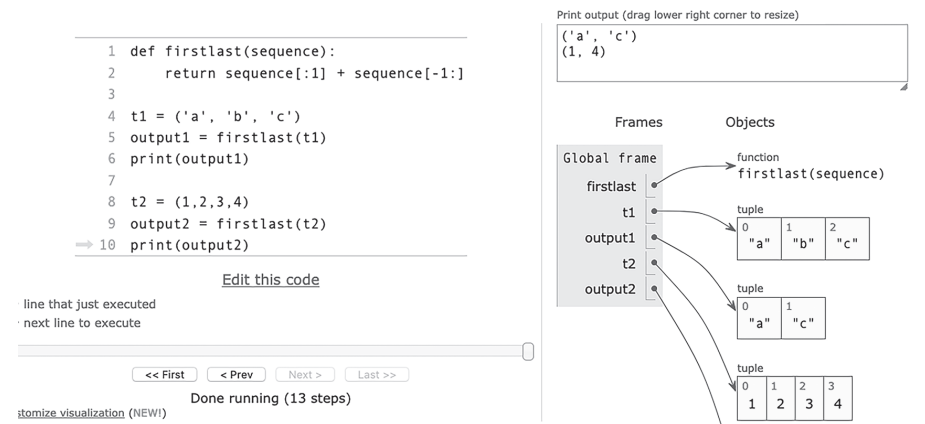 1 def firstlast(sequence):
2     return sequence[:1] + sequence[-1:]
3
4 t1 = ('a', 'b', 'c')
5 output1 = firstlast(t1)
6 print(output1)
7
8 t2 = (1,2,3,4)
9 output2 = firstlast(t2)
10 print(output2)
Edit this code
line that just executed
next line to execute
<< First < Prev Next > Last >>
Done running (13 steps)
stomize visualization (NEW!)
Print output (drag lower right corner to resize)
('a', 'c')
(1, 4)
Frames Objects
Global frame
firstlast
t1
output1
t2
output2
function
firstlast(sequence)
tuple
0 1 2
"a" "b" "c"
tuple
0 1
"a" "c"
tuple
0 1 2 3
1 2 3 4